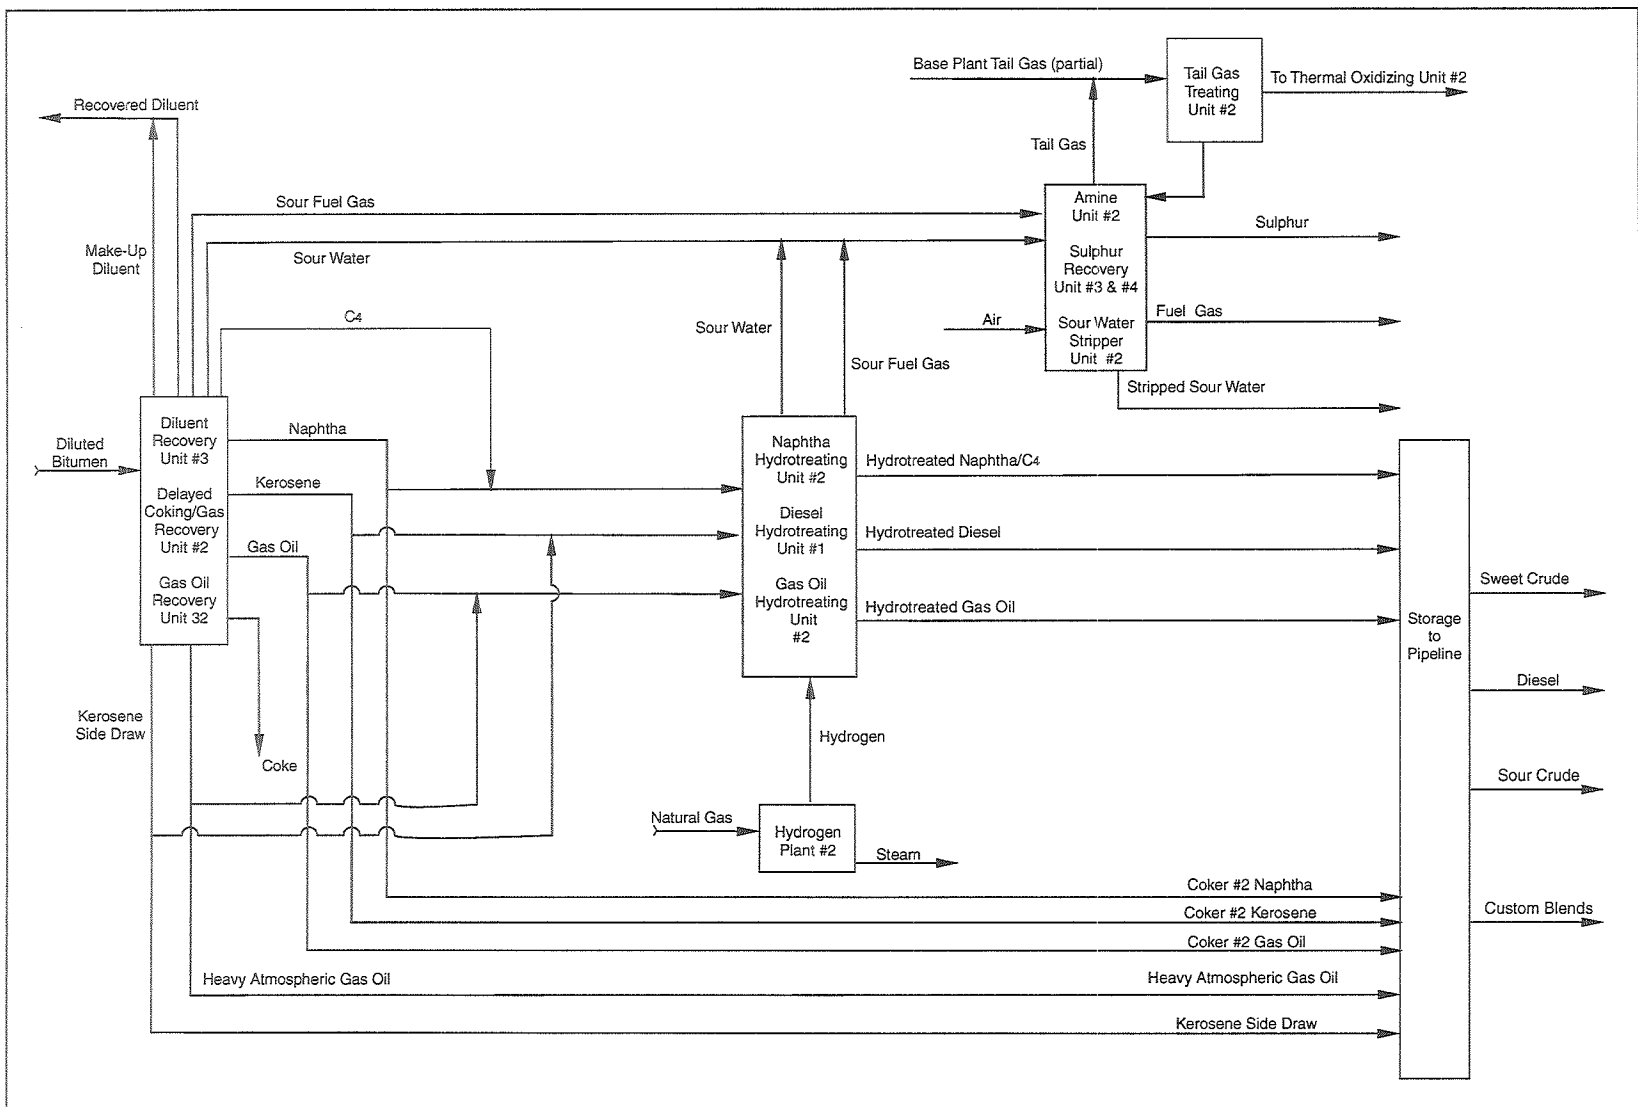 Base Plant Tail Gas (partial)
Tail Gas
Treating
Unit #2
To Thermal Oxidizing Unit #2
Recovered Diluent
Tail Gas
Amine
Unit #2
Sulphur
Recovery
Unit #3 & #4
Sour Water
Stripper
Unit #2
Sour Fuel Gas
Sulphur
Make-Up
Diluent
Sour Water
C4
Sour Water
Air
Fuel Gas
Sour Fuel Gas
Stripped Sour Water
Diluted
Bitumen
Diluent
Recovery
Unit #3
Delayed
Coking/Gas
Recovery
Unit #2
Gas Oil
Recovery
Unit 32
Naphtha
Kerosene
Gas Oil
Naphtha
Hydrotreating
Unit #2
Diesel
Hydrotreating
Unit #1
Gas Oil
Hydrotreating
Unit
#2
Hydrotreated Naphtha/C4
Hydrotreated Diesel
Hydrotreated Gas Oil
Storage
to
Pipeline
Sweet Crude
Diesel
Sour Crude
Custom Blends
Kerosene
Side Draw
Coke
Hydrogen
Natural Gas
Hydrogen
Plant #2
Steam
Coker #2 Naphtha
Coker #2 Kerosene
Coker #2 Gas Oil
Heavy Atmospheric Gas Oil
Heavy Atmospheric Gas Oil
Kerosene Side Draw